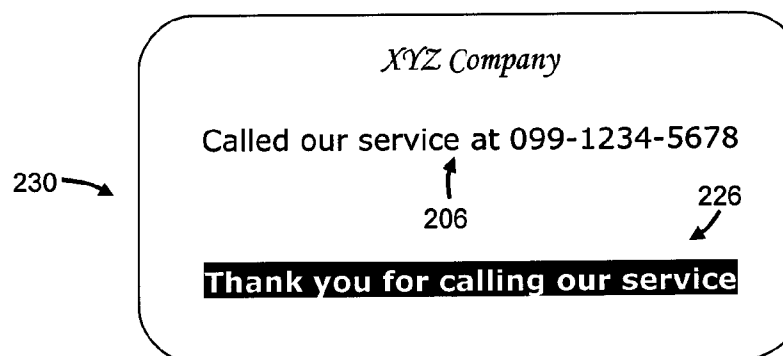 XYZ Company
Called our service at 099-1234-5678
230
206
226
Thank you for calling our service